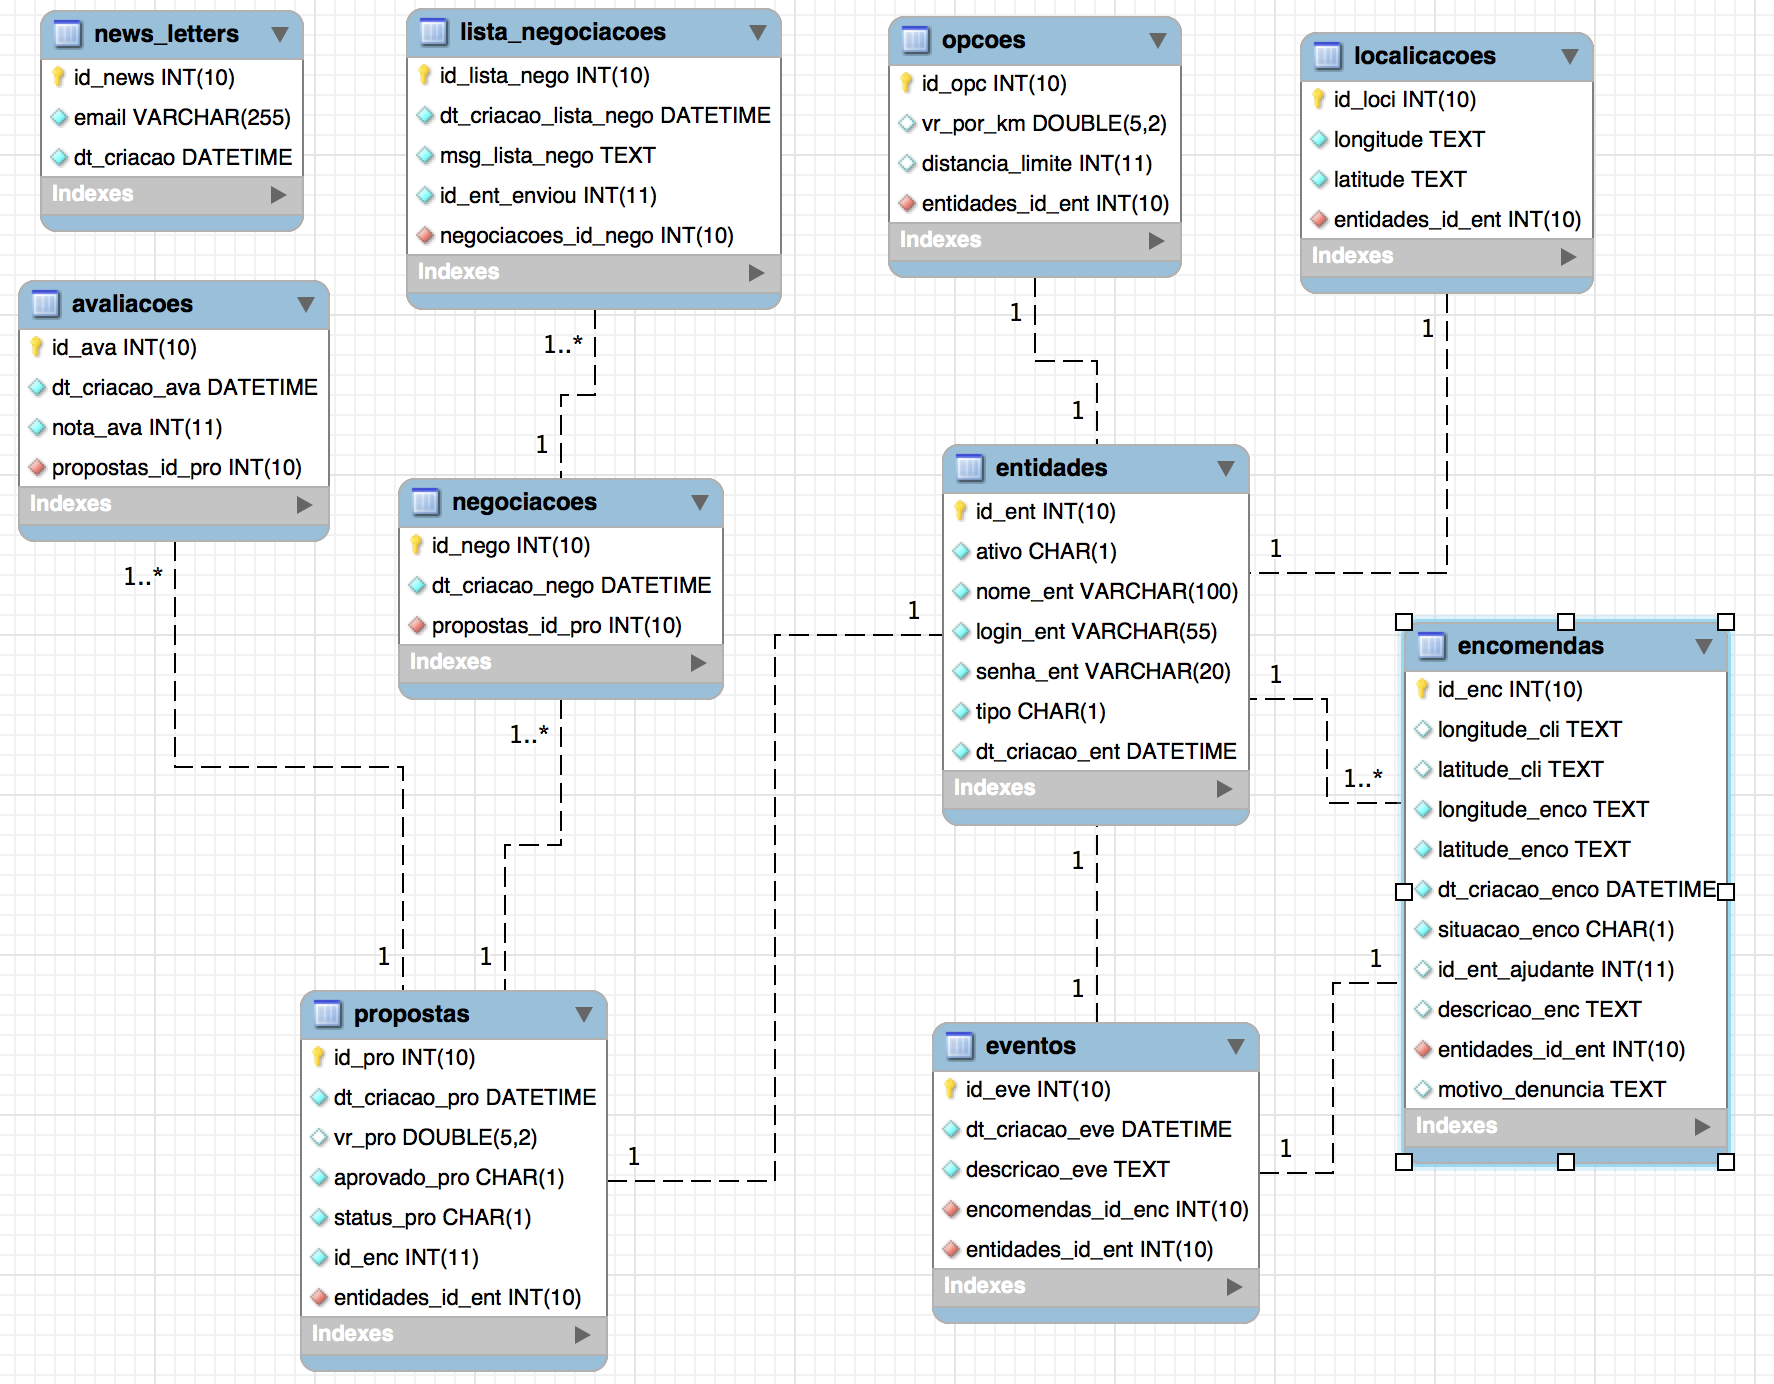 news_letters
id_news INT(10)
email VARCHAR(255)
dt_criacao DATETIME
Indexes
lista_negociacoes
id_lista_nego INT(10)
dt_criacao_lista_nego DATETIME
msg_lista_nego TEXT
id_ent_enviou INT(11)
negociacoes_id_nego INT(10)
Indexes
opcoes
id_opc INT(10)
vr_por_km DOUBLE(5,2)
distancia_limite INT(11)
entidades_id_ent INT(10)
Indexes
localicacoes
id_loci INT(10)
longitude TEXT
latitude TEXT
entidades_id_ent INT(10)
Indexes
avaliacoes
id_ava INT(10)
dt_criacao_ava DATETIME
nota_ava INT(11)
propostas_id_pro INT(10)
Indexes
1..*
1
1
1
1
1
1..*
negociacoes
id_nego INT(10)
dt_criacao_nego DATETIME
propostas_id_pro INT(10)
Indexes
1..*
entidades
id_ent INT(10)
ativo CHAR(1)
nome_ent VARCHAR(100)
login_ent VARCHAR(55)
senha_ent VARCHAR(20)
tipo CHAR(1)
dt_criacao_ent DATETIME
Indexes
1
1
1..*
encomendas
id_enc INT(10)
longitude_cli TEXT
latitude_cli TEXT
longitude_enco TEXT
latitude_enco TEXT
dt_criacao_enco DATETIME
situacao_enco CHAR(1)
id_ent_ajudante INT(11)
descricao_enc TEXT
entidades_id_ent INT(10)
motivo_denuncia TEXT
Indexes
1
1
1
1
1
propostas
id_pro INT(10)
dt_criacao_pro DATETIME
vr_pro DOUBLE(5,2)
aprovado_pro CHAR(1)
status_pro CHAR(1)
id_enc INT(11)
entidades_id_ent INT(10)
Indexes
1
eventos
id_eve INT(10)
dt_criacao_eve DATETIME
descricao_eve TEXT
encomendas_id_enc INT(10)
entidades_id_ent INT(10)
Indexes
1